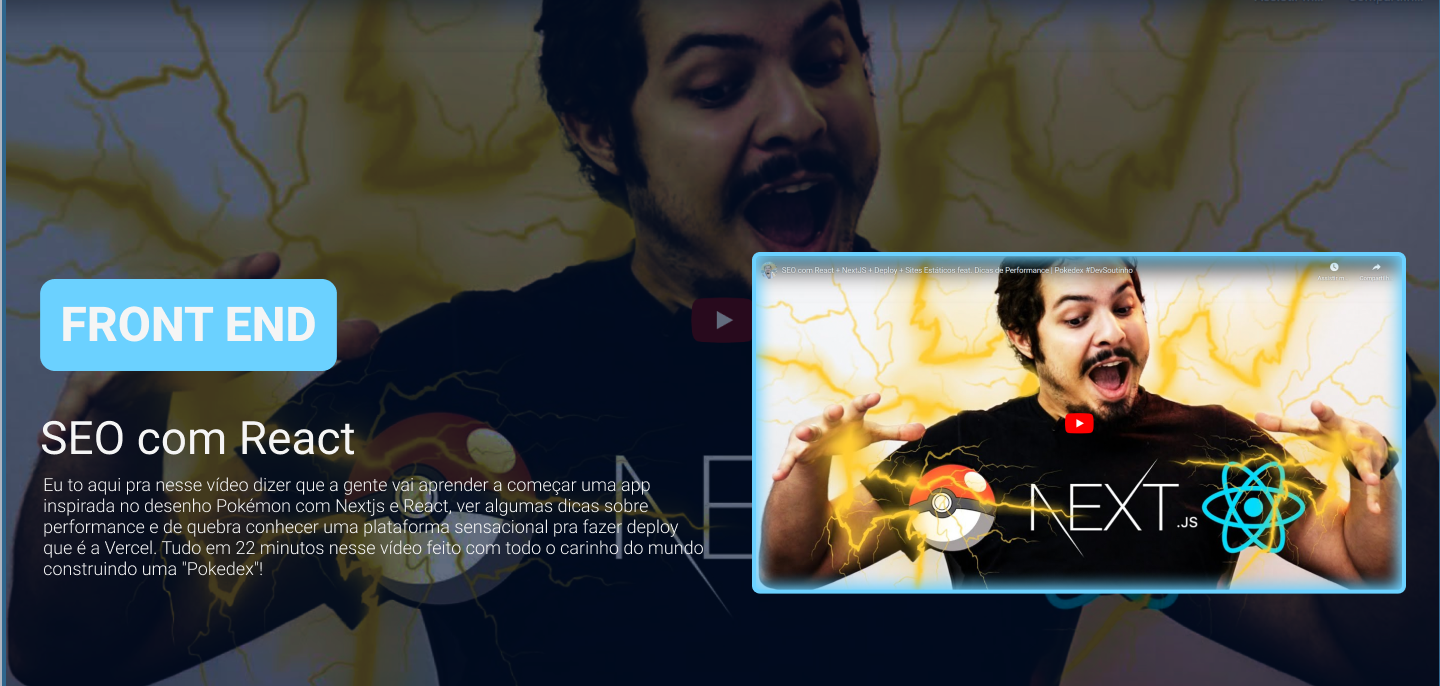 FRONT END
SEO com React
Eu to aqui pra nesse vídeo dizer que a gente vai aprender a começar uma app
inspirada no desenho Pokémon com Nextjs e React, ver algumas dicas sobre
performance e de quebra conhecer uma plataforma sensacional pra fazer deploy
que é a Vercel. Tudo em 22 minutos nesse vídeo feito com todo o carinho do mundo
construindo uma "Pokedex"!
SEO com React + NextJS + Deploy + Sites Estáticos feat. Dicas de Performance | Pokedex #DevSoutinho
NEXT.JS
NE